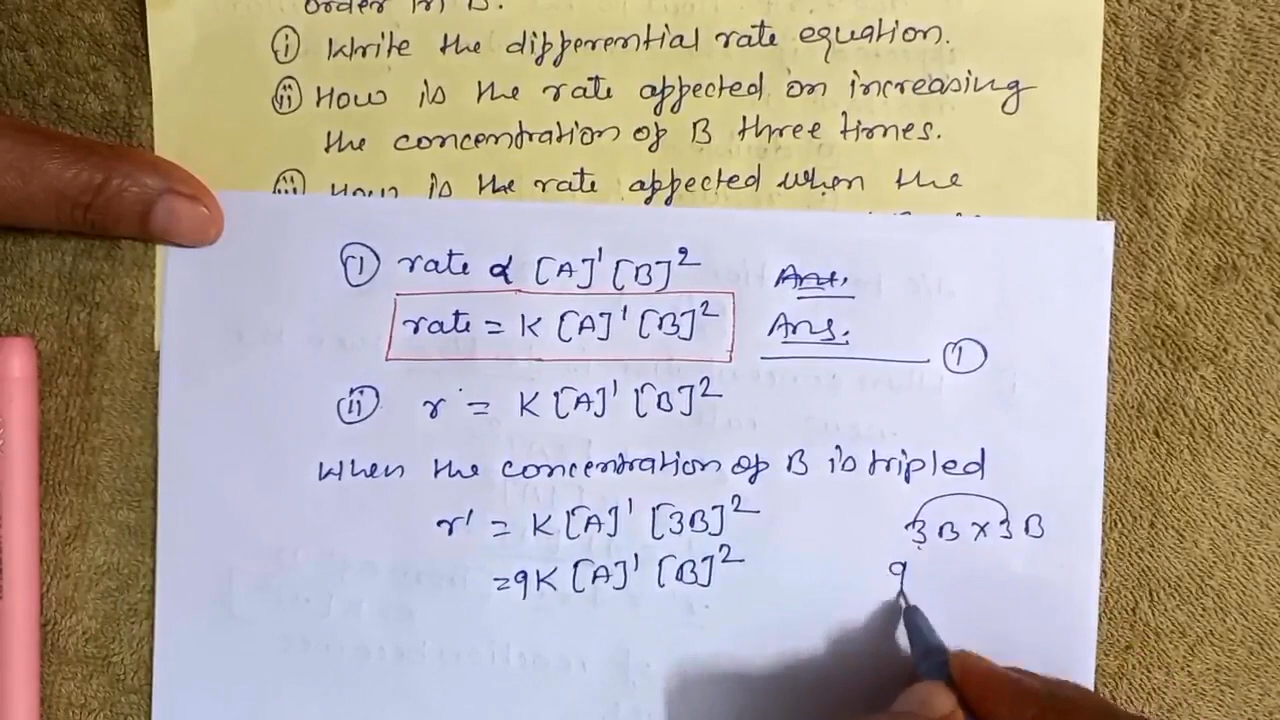 order in B.
(i) Write the differential rate equation.
(ii) How is the rate affected on increasing
the concentration of B three times.
(iii) How is the rate affected when the
(i) rate ∝ [A]¹ [B]² Ans.
rate = K [A]¹ [B]² Ans. (1)
(ii) r = K [A]¹ [B]²
When the concentration of B is tripled
r' = K [A]¹ [3B]² 3B × 3B
= 9K [A]¹ [B]² 9